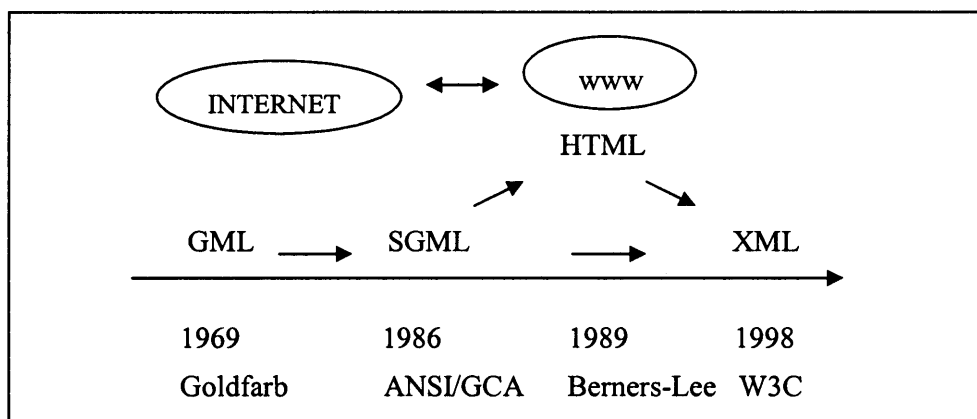 INTERNET
WWW
HTML
GML SGML XML
1969 1986 1989 1998
Goldfarb ANSI/GCA Berners-Lee W3C